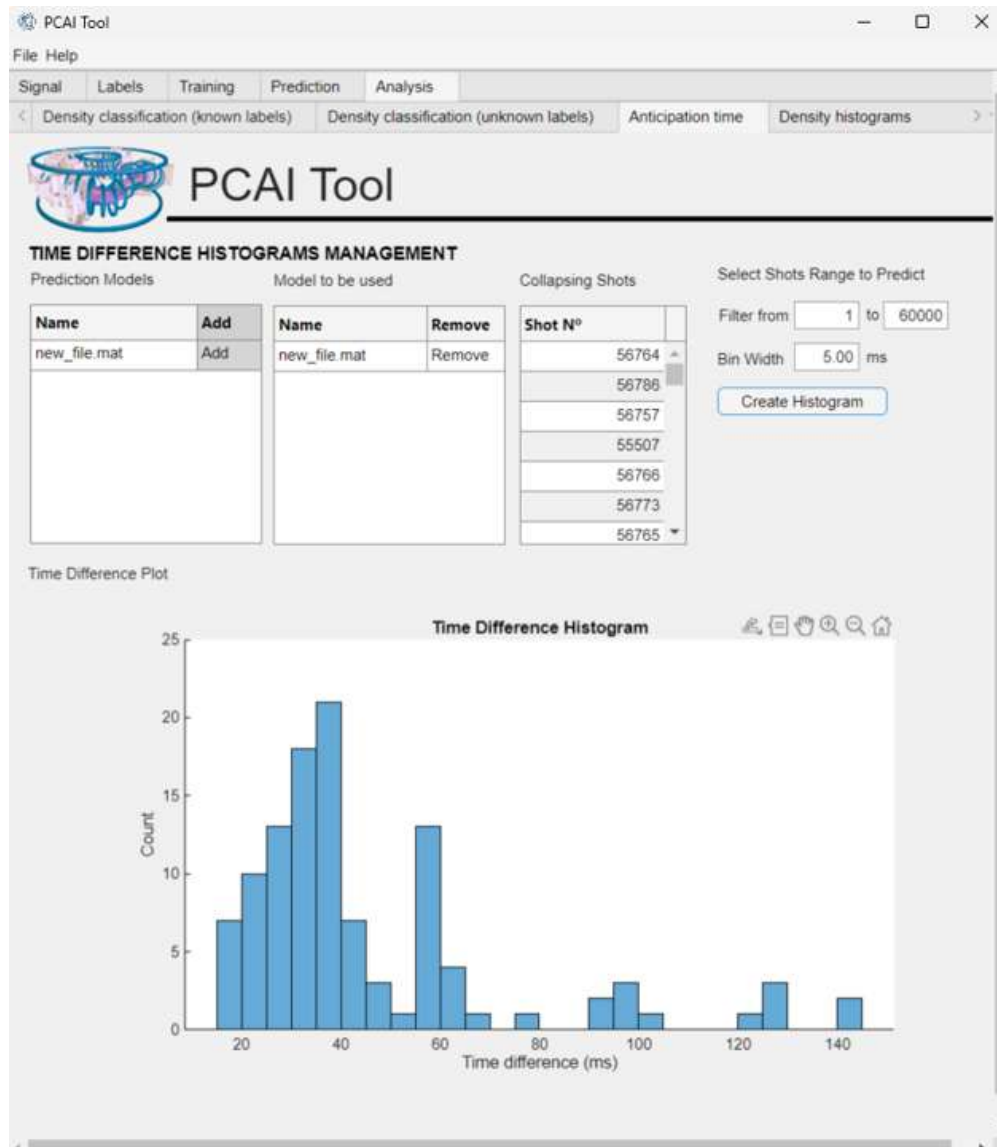 PCAI Tool
File Help
Signal Labels Training Prediction Analysis
Density classification (known labels) Density classification (unknown labels) Anticipation time Density histograms
PCAI Tool
TIME DIFFERENCE HISTOGRAMS MANAGEMENT
Prediction Models Model to be used Collapsing Shots Select Shots Range to Predict
Name Add Name Remove Shot Nº Filter from 1 to 60000
new_file.mat Add new_file.mat Remove 56764 Bin Width 5.00 ms
56786
56757 Create Histogram
55507
56766
56773
56765
Time Difference Plot
Time Difference Histogram
25
20
15
10
5
0
Count
20 40 60 80 100 120 140
Time difference (ms)